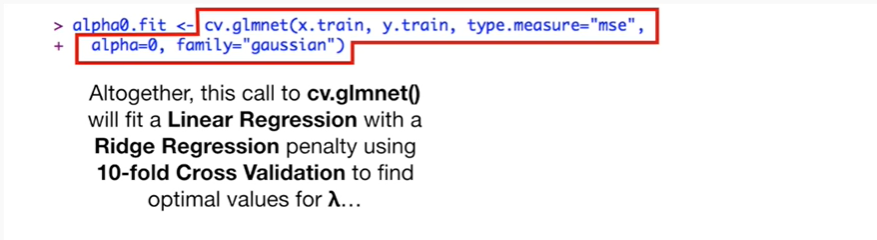 > alpha0.fit <- cv.glmnet(x.train, y.train, type.measure="mse",
+ alpha=0, family="gaussian")
Altogether, this call to cv.glmnet()
will fit a Linear Regression with a
Ridge Regression penalty using
10-fold Cross Validation to find
optimal values for λ...